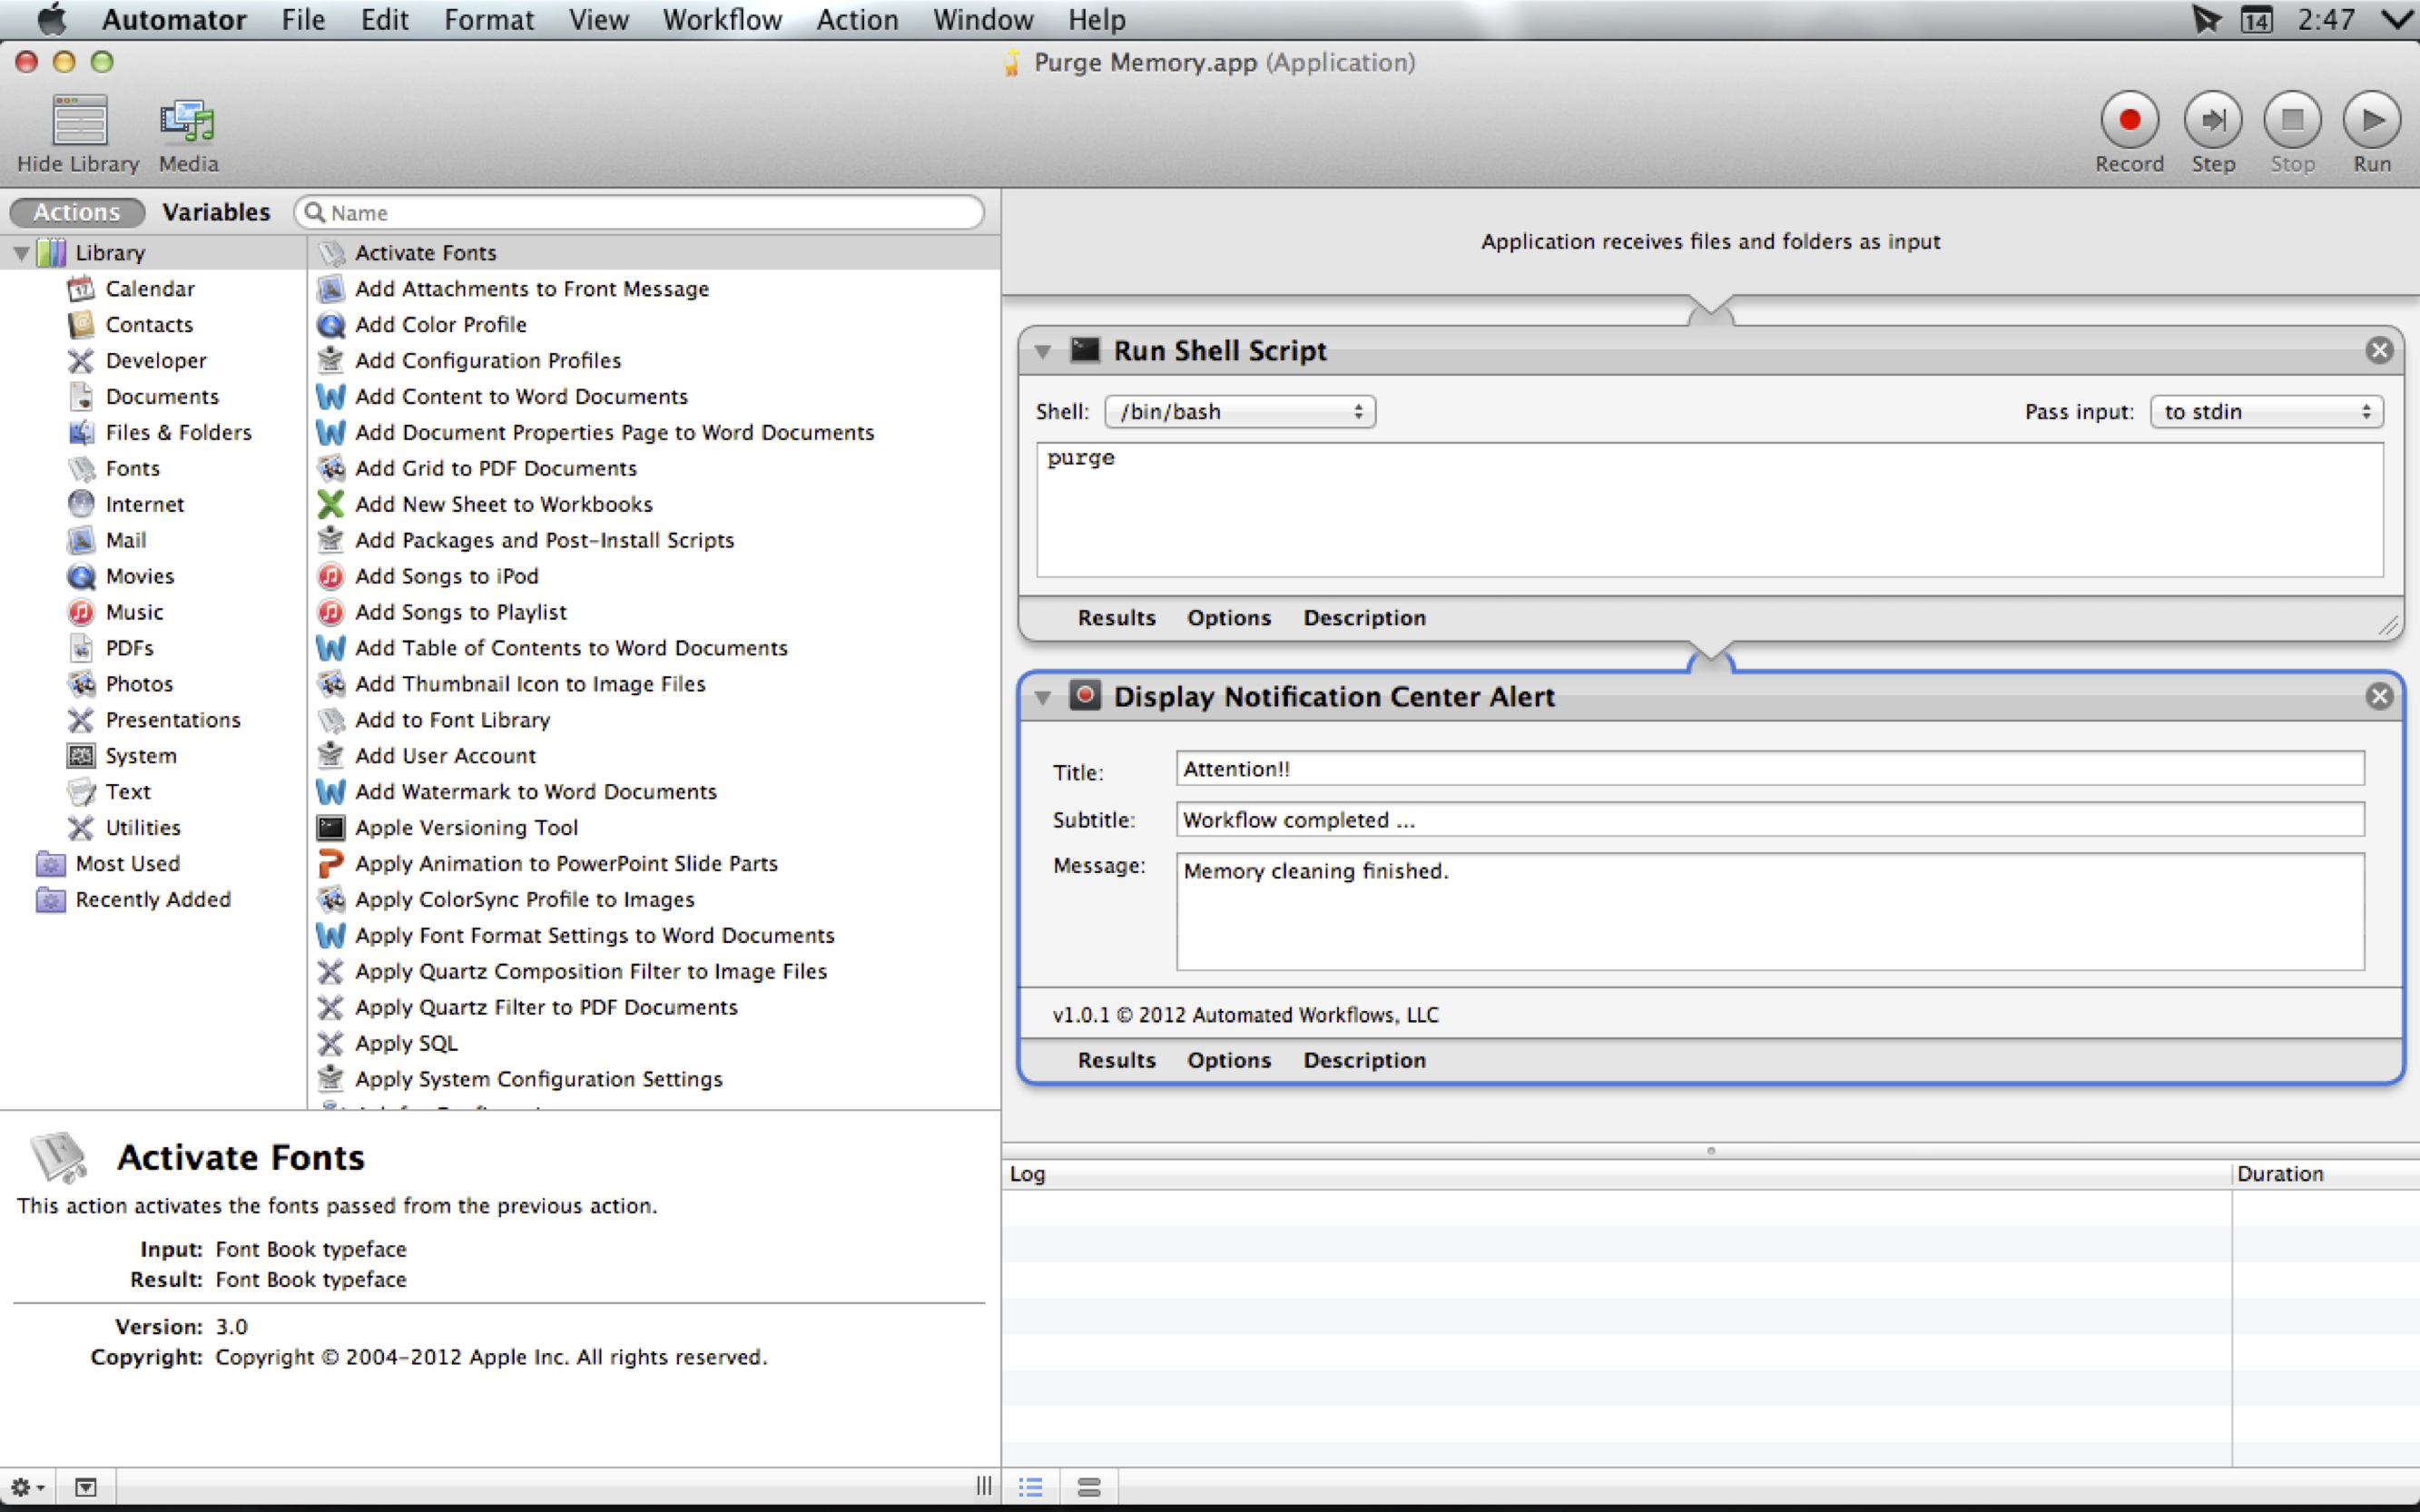 Automator File Edit Format View Workflow Action Window Help 14 2:47
Purge Memory.app (Application)
Hide Library Media Record Step Stop Run
Actions Variables Name
Library
Calendar
Contacts
Developer
Documents
Files & Folders
Fonts
Internet
Mail
Movies
Music
PDFs
Photos
Presentations
System
Text
Utilities
Most Used
Recently Added
Activate Fonts
Add Attachments to Front Message
Add Color Profile
Add Configuration Profiles
Add Content to Word Documents
Add Document Properties Page to Word Documents
Add Grid to PDF Documents
Add New Sheet to Workbooks
Add Packages and Post-Install Scripts
Add Songs to iPod
Add Songs to Playlist
Add Table of Contents to Word Documents
Add Thumbnail Icon to Image Files
Add to Font Library
Add User Account
Add Watermark to Word Documents
Apple Versioning Tool
Apply Animation to PowerPoint Slide Parts
Apply ColorSync Profile to Images
Apply Font Format Settings to Word Documents
Apply Quartz Composition Filter to Image Files
Apply Quartz Filter to PDF Documents
Apply SQL
Apply System Configuration Settings
Activate Fonts
This action activates the fonts passed from the previous action.
Input: Font Book typeface
Result: Font Book typeface
Version: 3.0
Copyright: Copyright © 2004-2012 Apple Inc. All rights reserved.
Application receives files and folders as input
Run Shell Script
Shell: /bin/bash Pass input: to stdin
purge
Results Options Description
Display Notification Center Alert
Title: Attention!!
Subtitle: Workflow completed ...
Message: Memory cleaning finished.
v1.0.1 © 2012 Automated Workflows, LLC
Results Options Description
Log Duration